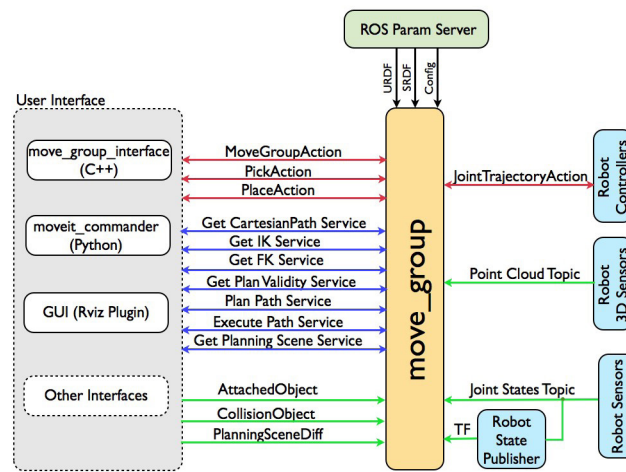 ROS Param Server
URDF
SRDF
Config
User Interface
move_group_interface
(C++)
moveit_commander
(Python)
GUI (Rviz Plugin)
Other Interfaces
MoveGroupAction
PickAction
PlaceAction
Get CartesianPath Service
Get IK Service
Get FK Service
Get Plan Validity Service
Plan Path Service
Execute Path Service
Get Planning Scene Service
AttachedObject
CollisionObject
PlanningSceneDiff
move_group
JointTrajectoryAction
Point Cloud Topic
Joint States Topic
TF
Robot
State
Publisher
Robot
Controllers
Robot
3D Sensors
Robot Sensors